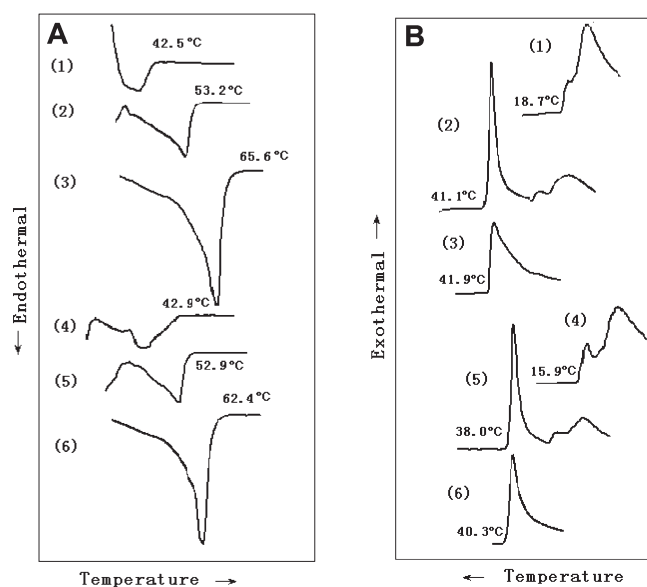 A
(1)
42.5°C
(2)
53.2°C
(3)
65.6°C
(4)
42.9°C
(5)
52.9°C
(6)
62.4°C
← Endothermal
Temperature →
B
(1)
18.7°C
(2)
41.1°C
(3)
41.9°C
(4)
15.9°C
(5)
38.0°C
(6)
40.3°C
Exothermal →
← Temperature